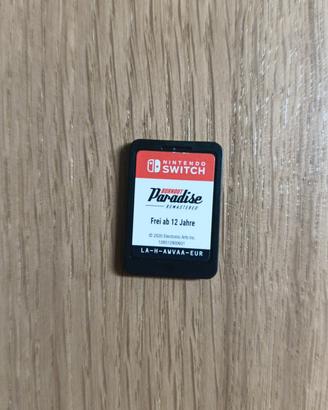 NINTENDO
SWITCH
BURNOUT
Paradise
REMASTERED
Frei ab 12 Jahre
© 2020 Electronic Arts Inc.
LA-H-AWVAA-EUR